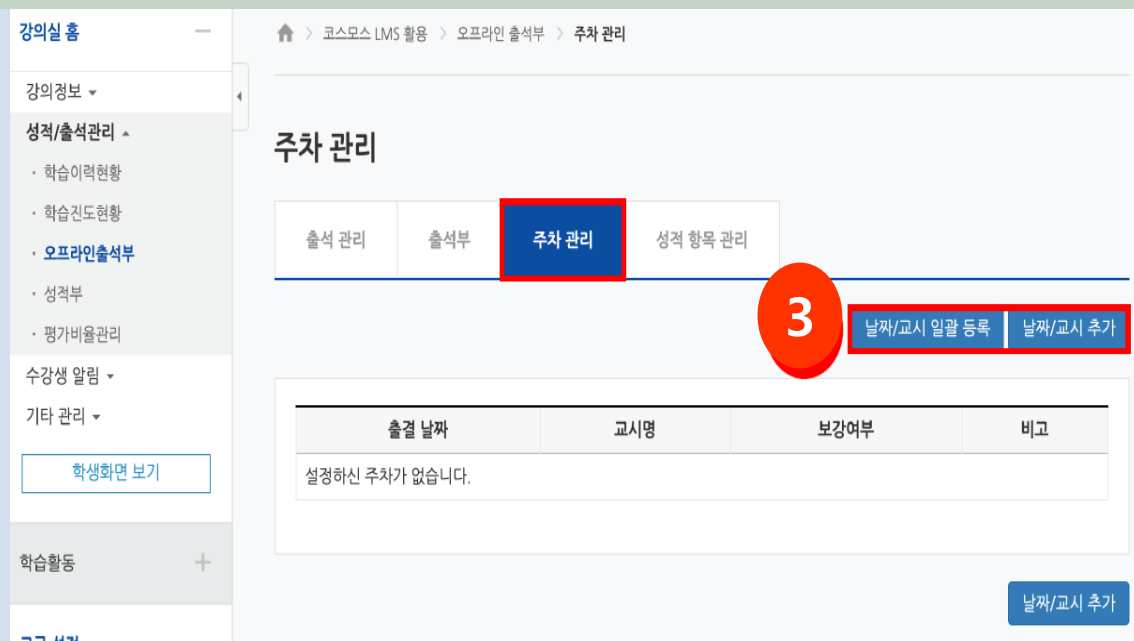 강의실 홈
코스모스 LMS 활용 > 오프라인 출석부 > 주차 관리
강의정보
성적/출석관리
· 학습이력현황
· 학습진도현황
· 오프라인출석부
· 성적부
· 평가비율관리
수강생 알림
기타 관리
학생화면 보기
학습활동
주차 관리
출석 관리 출석부 주차 관리 성적 항목 관리
3
날짜/교시 일괄 등록 날짜/교시 추가
출결 날짜 교시명 보강여부 비고
설정하신 주차가 없습니다.
날짜/교시 추가